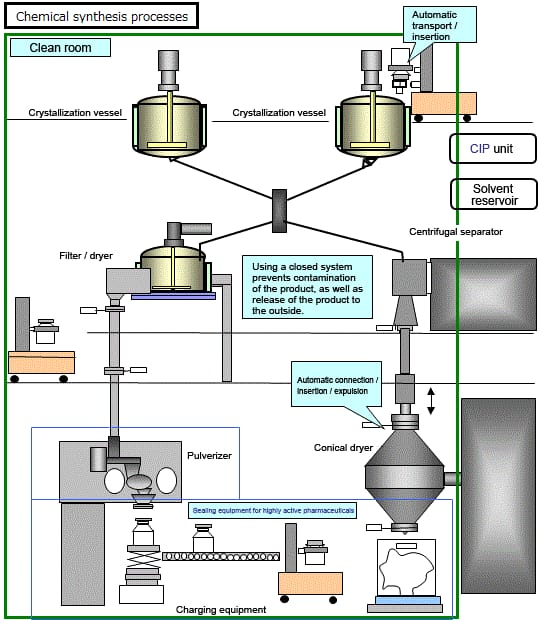 Chemical synthesis processes
Clean room
Automatic
transport /
insertion
Crystallization vessel
Crystallization vessel
CIP unit
Solvent
reservoir
Centrifugal separator
Filter / dryer
Using a closed system
prevents contamination
of the product, as well as
release of the product to
the outside.
Automatic connection /
Insertion / expulsion
Conical dryer
Pulverizer
Sealing equipment for highly active pharmaceuticals
Charging equipment